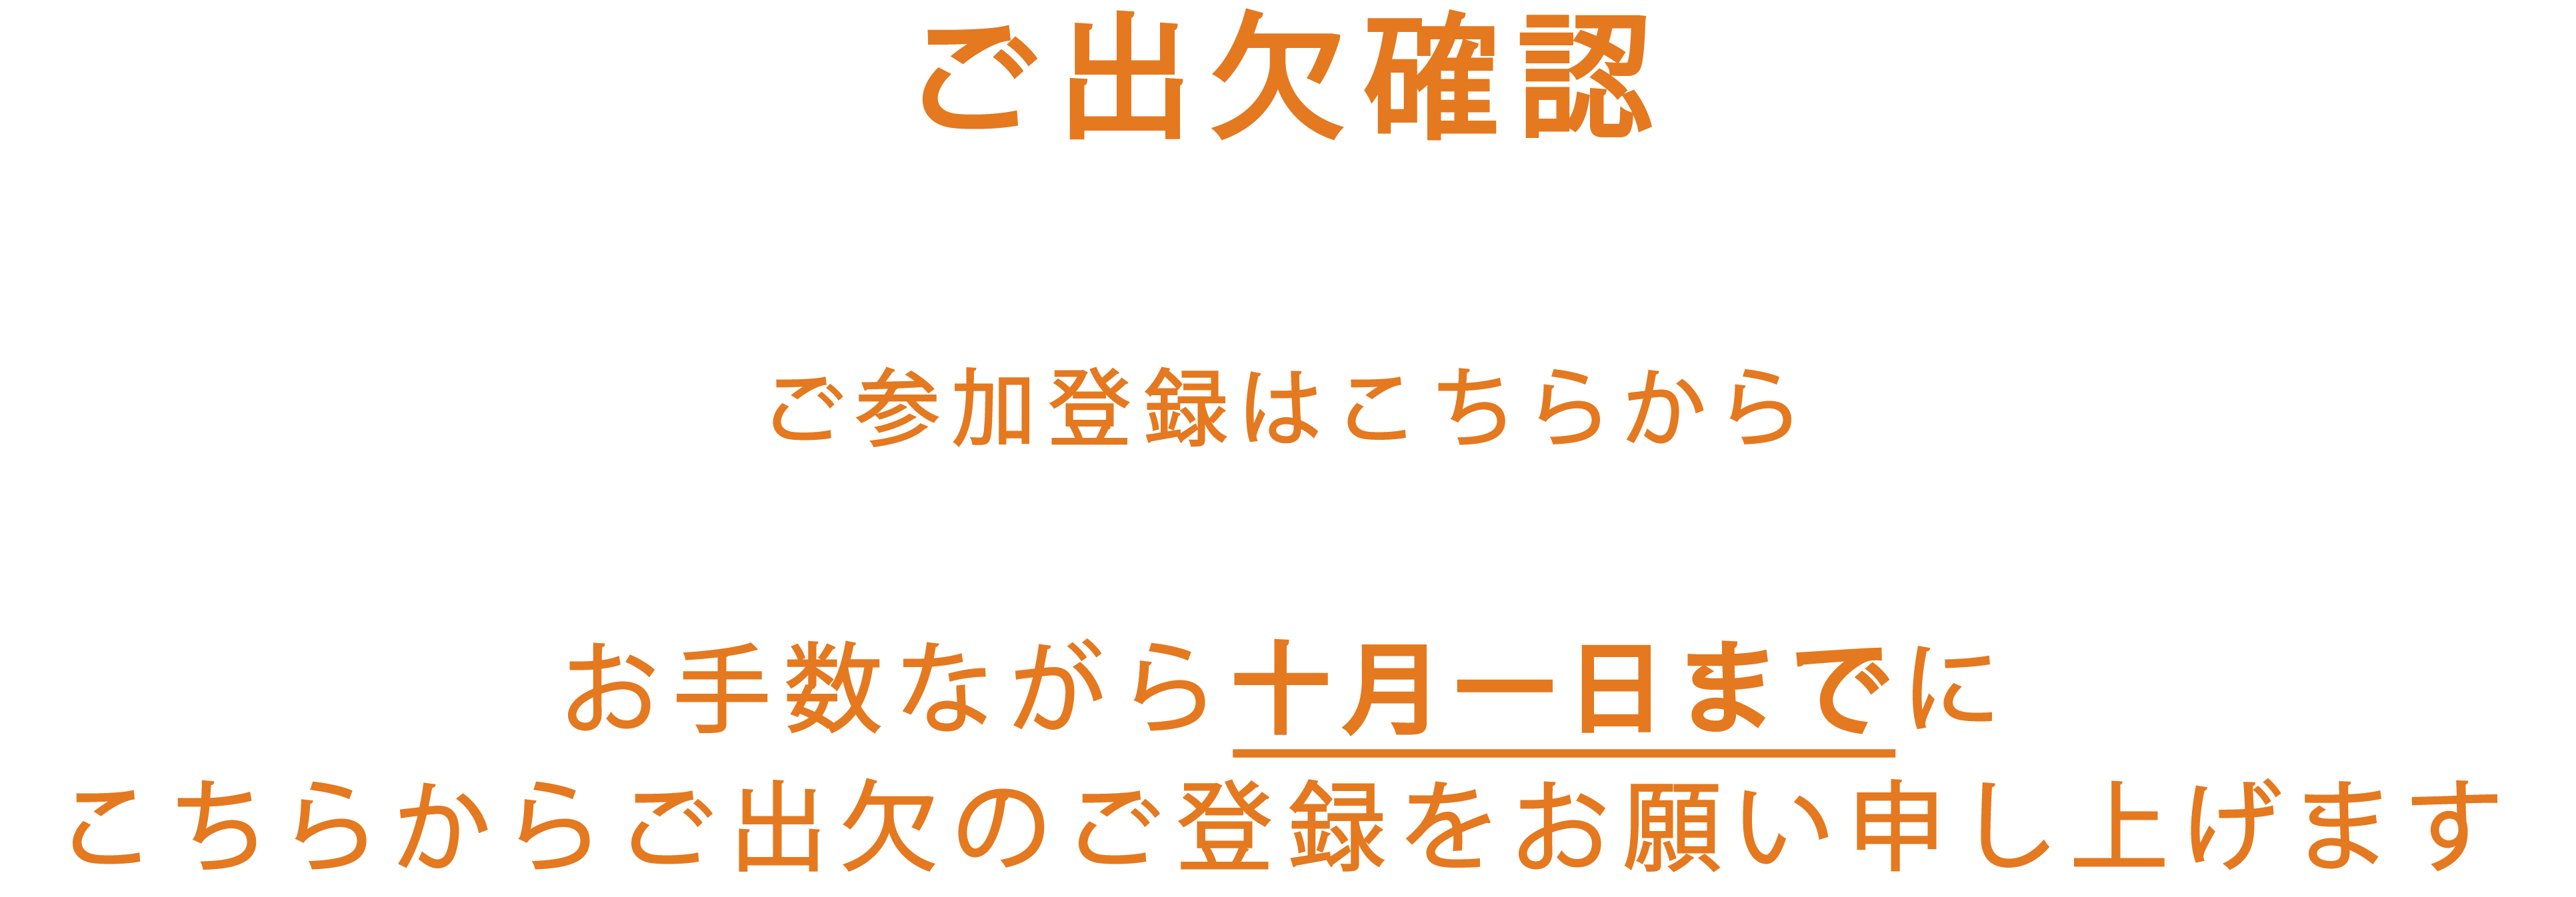 ご出欠確認
ご参加登録はこちらから
お手数ながら十月一日までに
こちらからご出欠のご登録をお願い申し上げます